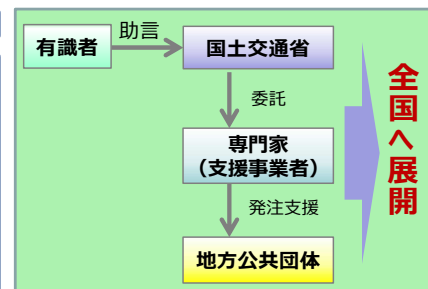 有識者
助言
国土交通省
委託
専門家
（支援事業者）
発注支援
地方公共団体
全国へ展開